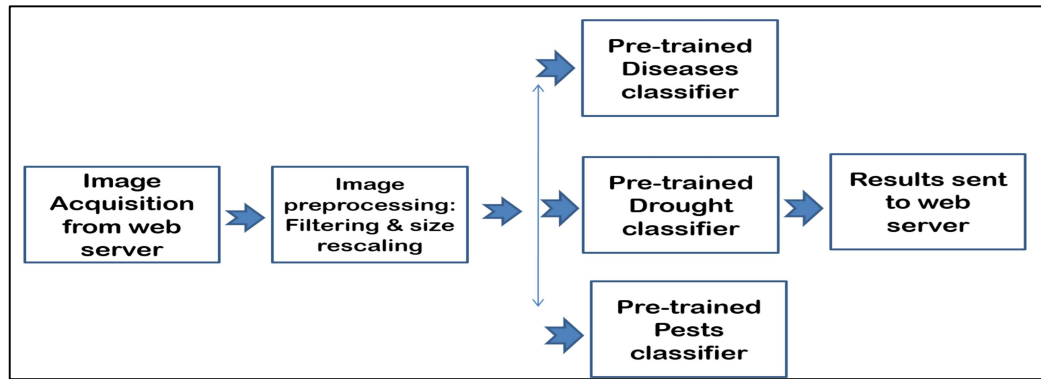 Image
Acquisition
from web
server
Image
preprocessing:
Filtering & size
rescaling
Pre-trained
Diseases
classifier
Pre-trained
Drought
classifier
Pre-trained
Pests
classifier
Results sent
to web
server